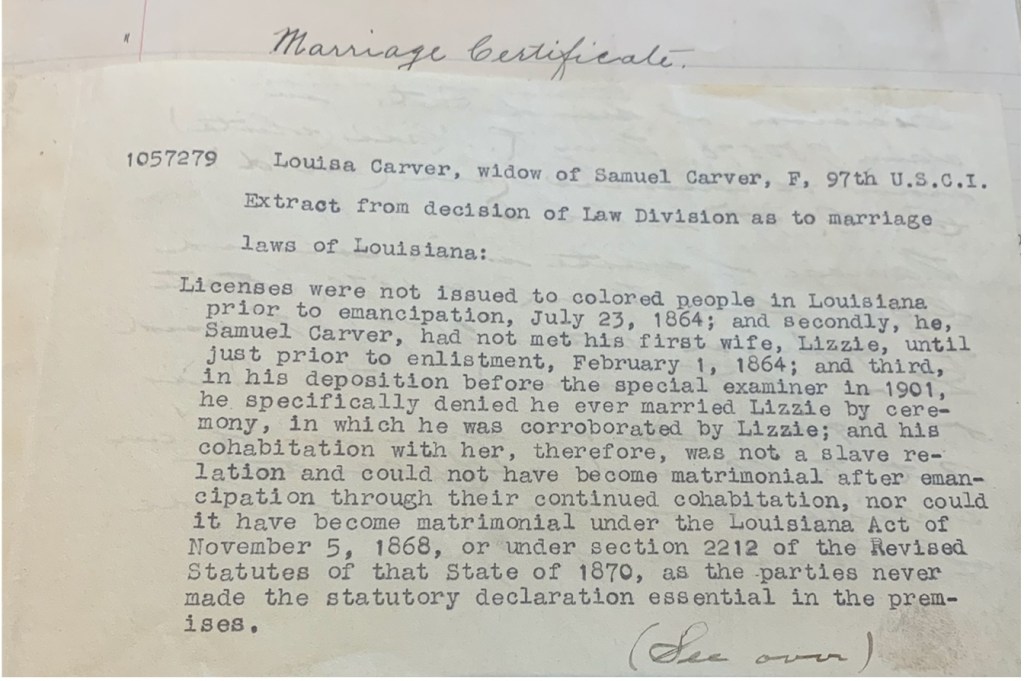 Marriage Certificate.
1057279 Louisa Carver, widow of Samuel Carver, F, 97th U.S.C.I.
Extract from decision of Law Division as to marriage
laws of Louisiana:
Licenses were not issued to colored people in Louisiana
prior to emancipation, July 23, 1864; and secondly, he,
Samuel Carver, had not met his first wife, Lizzie, until
just prior to enlistment, February 1, 1864; and third,
in his deposition before the special examiner in 1901,
he specifically denied he ever married Lizzie by cere-
mony, in which he was corroborated by Lizzie; and his
cohabitation with her, therefore, was not a slave re-
lation and could not have become matrimonial after eman-
cipation through their continued cohabitation, nor could
it have become matrimonial under the Louisiana Act of
November 5, 1868, or under section 2212 of the Revised
Statutes of that State of 1870, as the parties never
made the statutory declaration essential in the prem-
ises.
(See over)